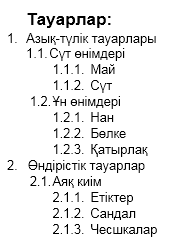 Тауарлар:
1. Азық-түлік тауарлары
1.1. Сүт өнімдері
1.1.1. Май
1.1.2. Сүт
1.2. Ұн өнімдері
1.2.1. Нан
1.2.2. Бөлке
1.2.3. Қатырлақ
2. Өндірістік тауарлар
2.1. Аяқ киім
2.1.1. Етіктер
2.1.2. Сандал
2.1.3. Чесшкалар